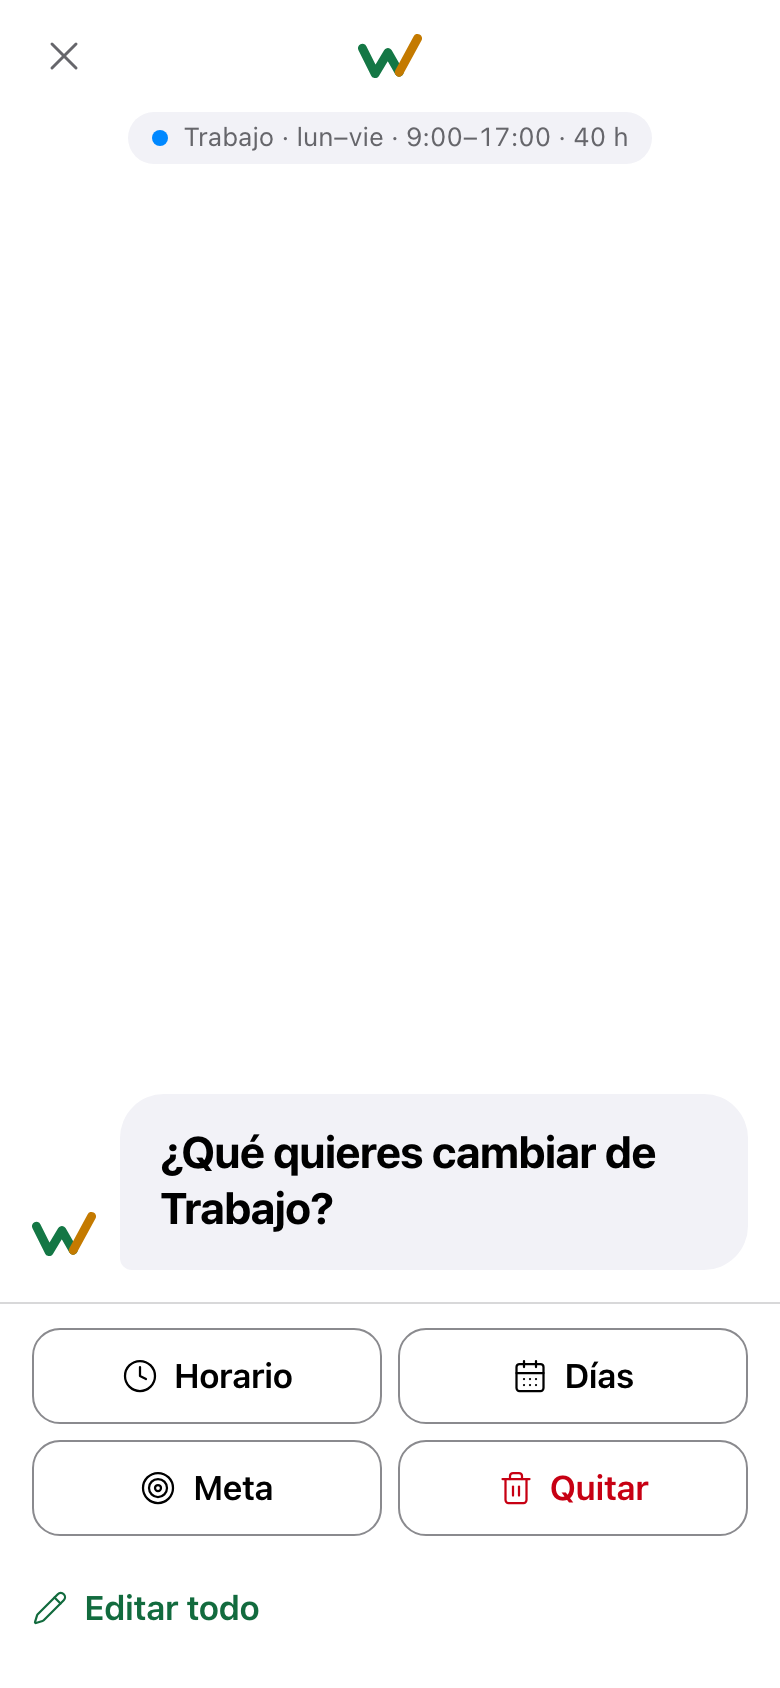 Trabajo · lun–vie · 9:00–17:00 · 40 h
¿Qué quieres cambiar de
Trabajo?
Horario
Días
Meta
Quitar
Editar todo